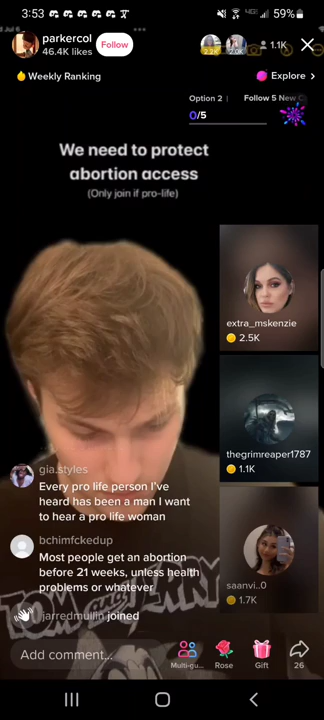 3:53
59%
parkercol
46.4K likes
Follow
1.1K
Weekly Ranking
Explore >
Option 2 | Follow 5 New
0/5
We need to protect
abortion access
(Only join if pro-life)
extra_mskenzie
2.5K
thegrimreaper1787
1.1K
saanvi..0
1.7K
gia.styles
Every pro life person I've
heard has been a man I want
to hear a pro life woman
bchimfckedup
Most people get an abortion
before 21 weeks, unless health
problems or whatever
TOM AND JERRY
jarredmullin joined
Add comment...
Multi-gu...
Rose
Gift
26